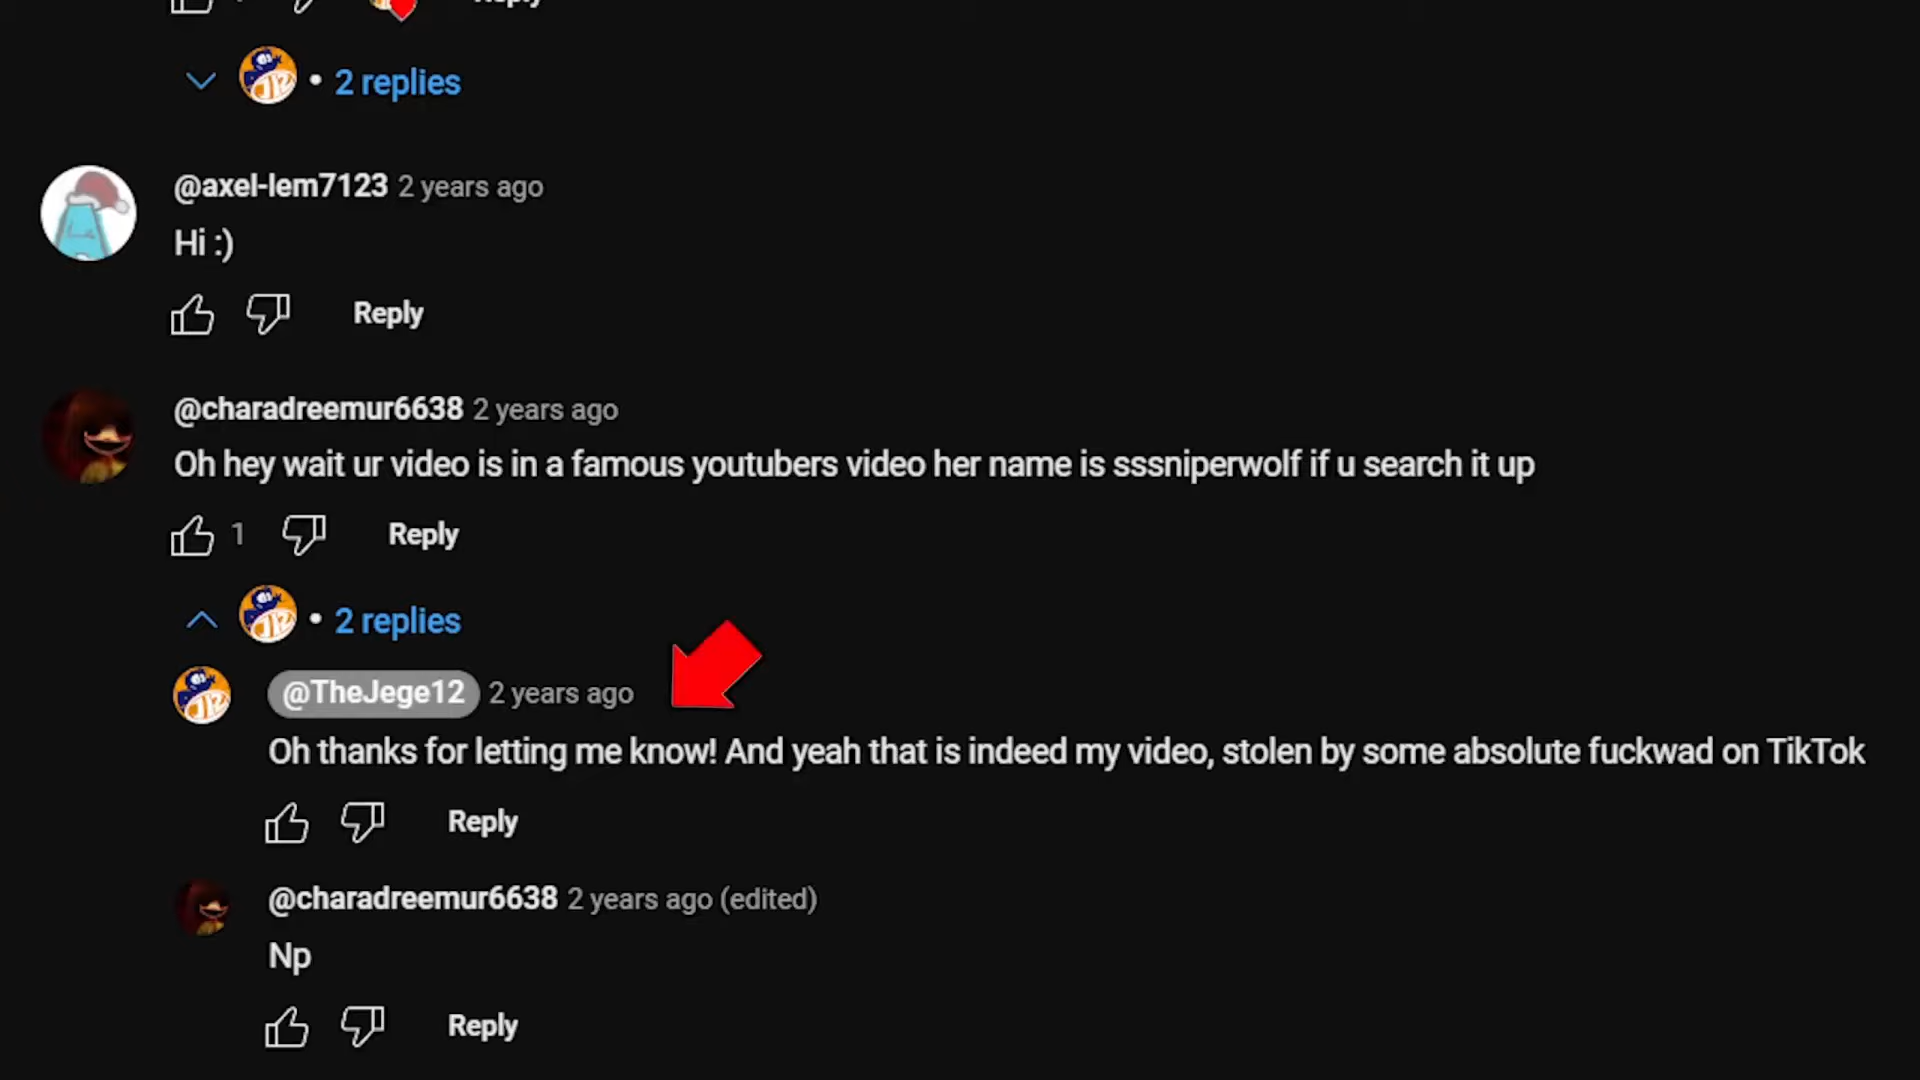 Reply
2 replies
@axel-lem7123 2 years ago
Hi :)
Reply
@charadreemur6638 2 years ago
Oh hey wait ur video is in a famous youtubers video her name is sssniperwolf if u search it up
1 Reply
2 replies
@TheJege12 2 years ago
Oh thanks for letting me know! And yeah that is indeed my video, stolen by some absolute fuckwad on TikTok
Reply
@charadreemur6638 2 years ago (edited)
Np
Reply